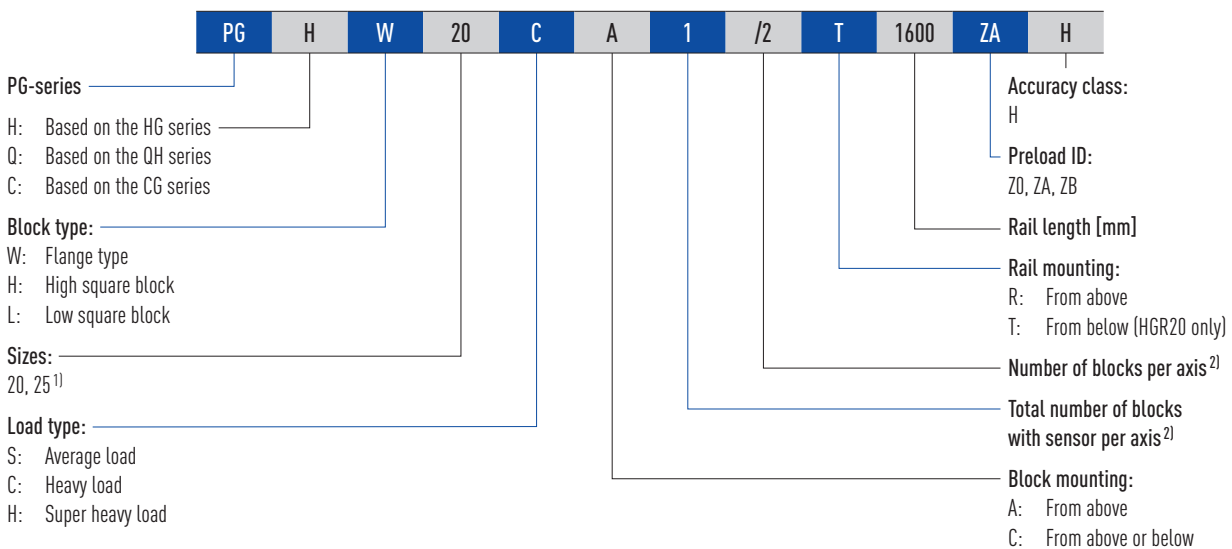 PG H W 20 C A 1 /2 T 1600 ZA H
PG-series
H: Based on the HG series
Q: Based on the QH series
C: Based on the CG series
Block type:
W: Flange type
H: High square block
L: Low square block
Sizes:
20, 25 1)
Load type:
S: Average load
C: Heavy load
H: Super heavy load
Accuracy class:
H
Preload ID:
Z0, ZA, ZB
Rail length [mm]
Rail mounting:
R: From above
T: From below (HGR20 only)
Number of blocks per axis 2)
Total number of blocks
with sensor per axis 2)
Block mounting:
A: From above
C: From above or below